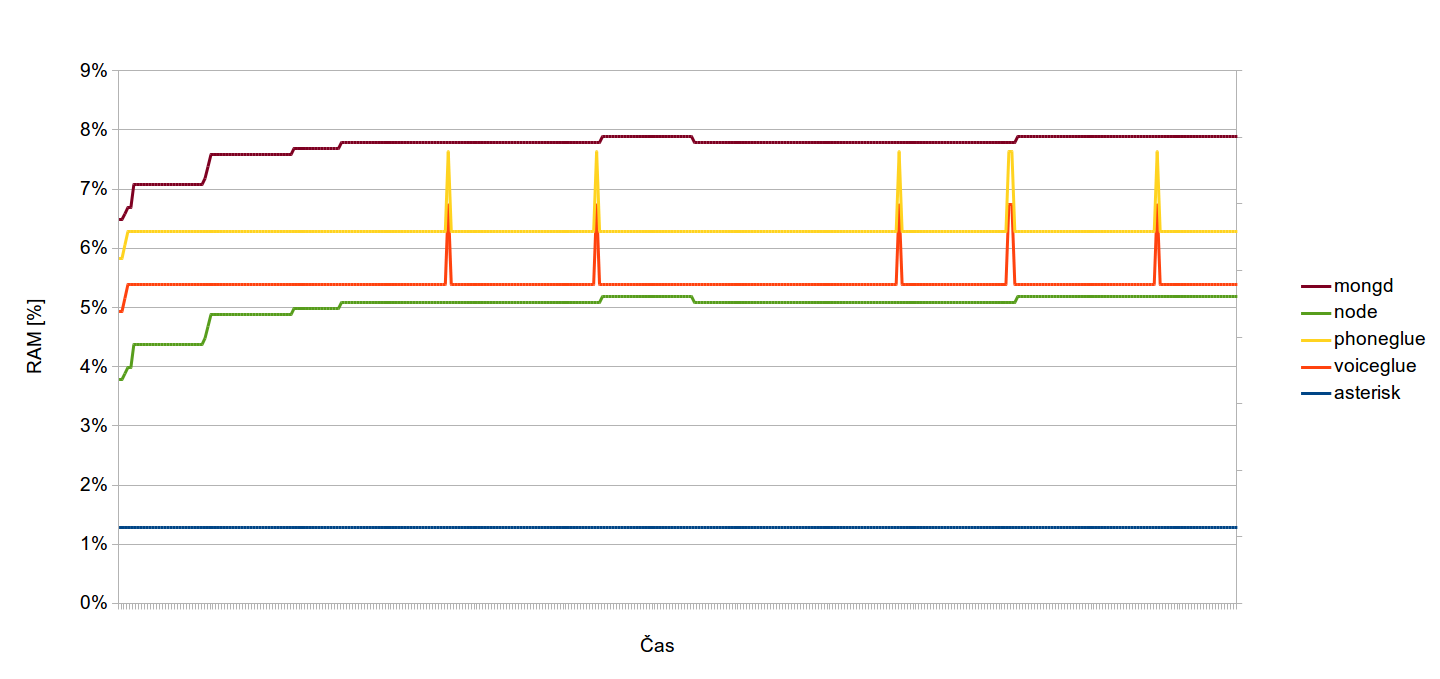 9%
8%
7%
6%
5%
4%
3%
2%
1%
0%
RAM [%]
Čas
mongd
node
phoneglue
voiceglue
asterisk